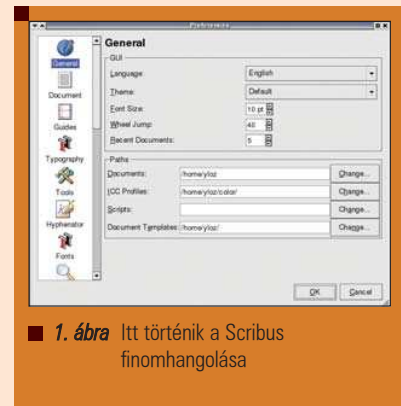 Preferences
General
General
GUI
Language: English
Theme: Default
Font Size: 10 pt
Wheel Jump: 40
Recent Documents: 5
Document
Guides
Typography
Paths
Documents: /home/yloz Change...
Tools
ICC Profiles: /home/yloz/color/ Change...
Scripts: Change...
Hyphenator
Document Templates: /home/yloz/ Change...
Fonts
OK Cancel
1. ábra Itt történik a Scribus
finomhangolása